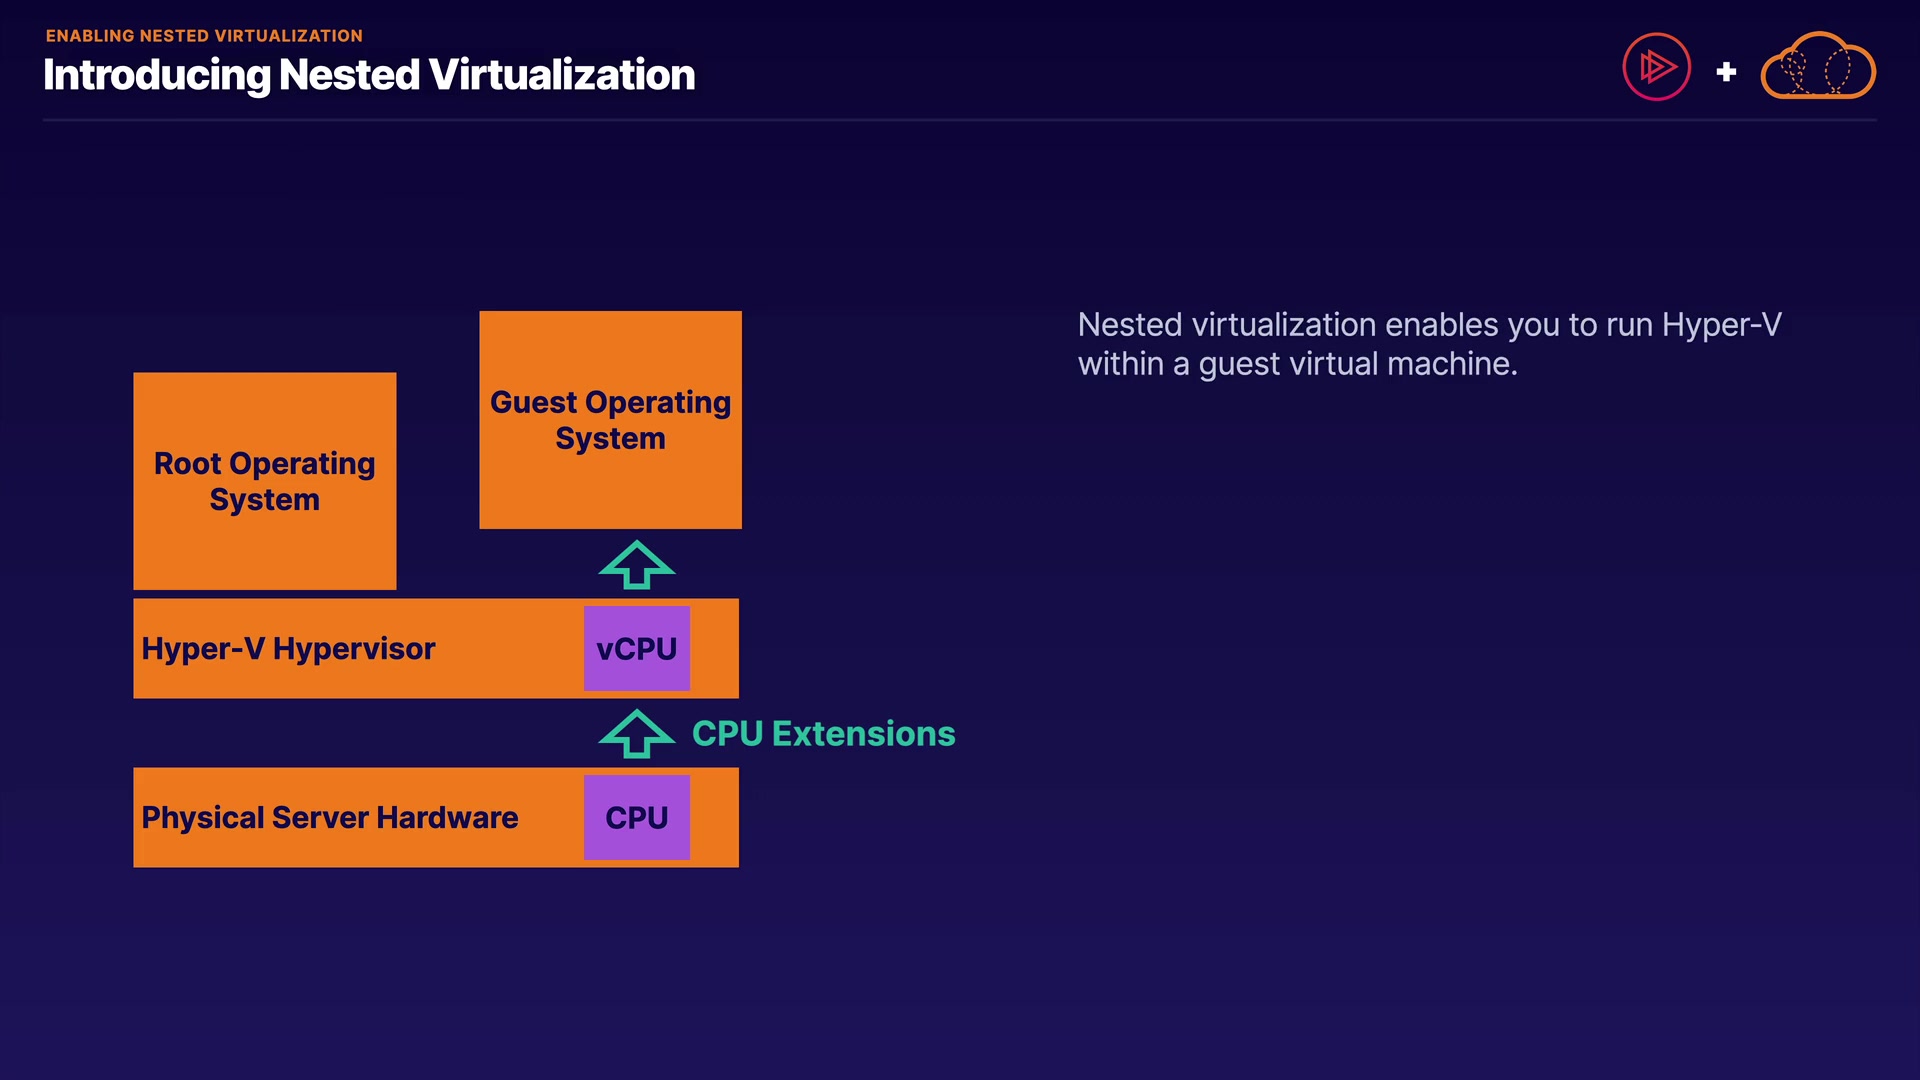 ENABLING NESTED VIRTUALIZATION
Introducing Nested Virtualization
Nested virtualization enables you to run Hyper-V
within a guest virtual machine.
Guest Operating
System
Root Operating
System
Hyper-V Hypervisor
vCPU
CPU Extensions
Physical Server Hardware
CPU